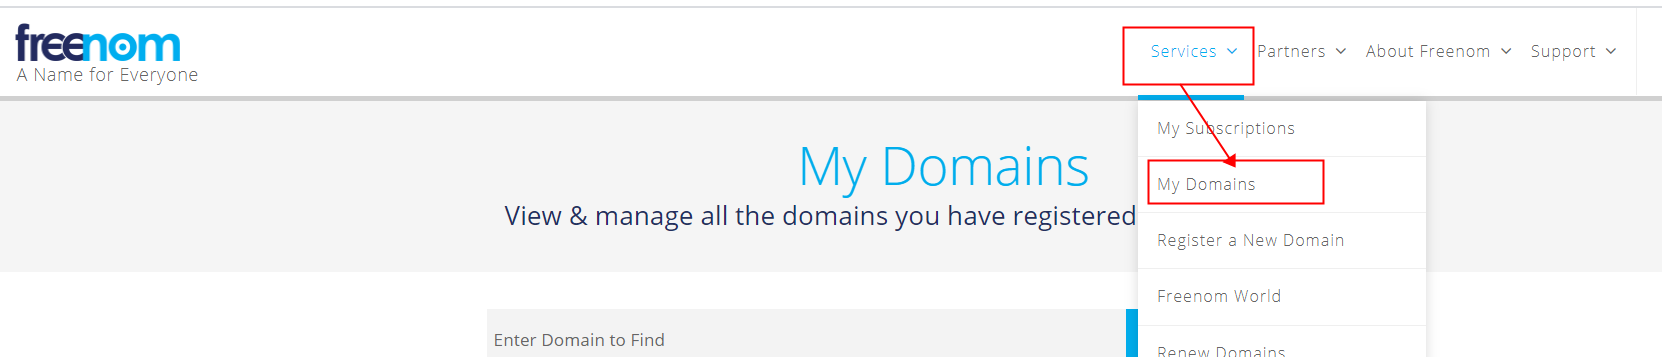 freenom
A Name for Everyone
Services
Partners
About Freenom
Support
My Subscriptions
My Domains
Register a New Domain
Freenom World
Renew Domains
My Domains
View & manage all the domains you have registered
Enter Domain to Find